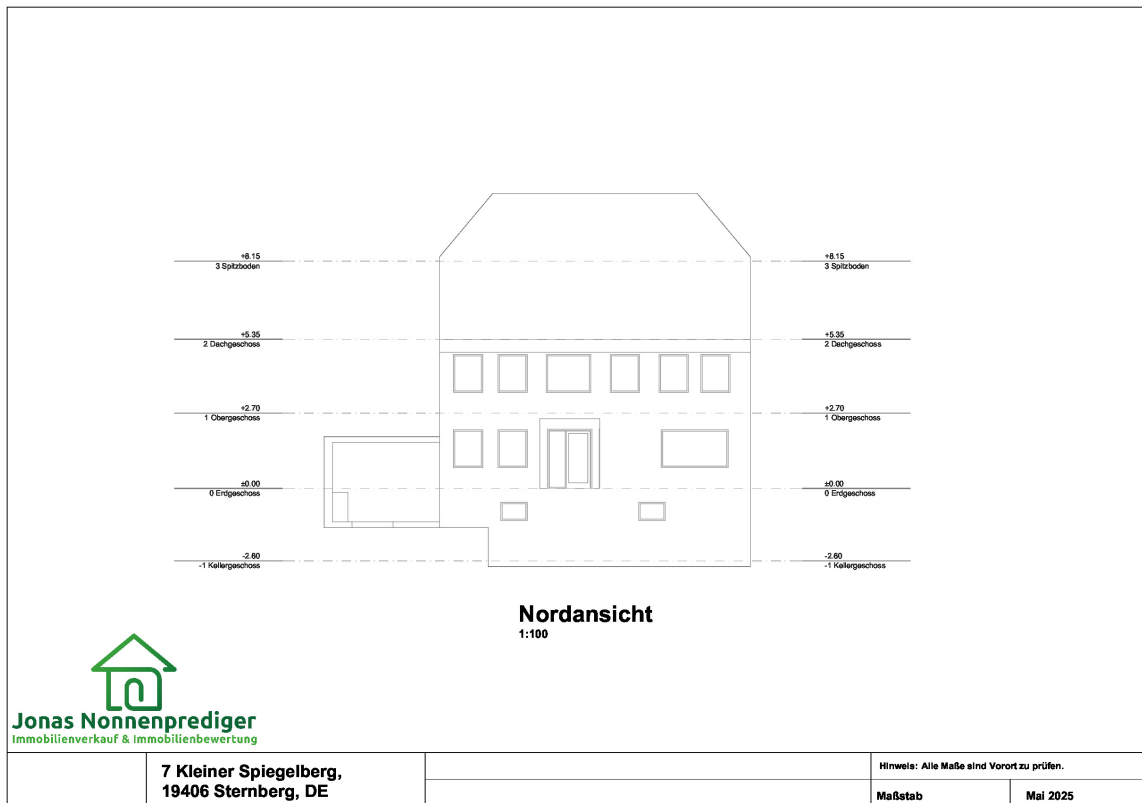 +8.15
3 Spitzboden
+8.15
3 Spitzboden
+5.35
2 Dachgeschoss
+5.35
2 Dachgeschoss
+2.70
1 Obergeschoss
+2.70
1 Obergeschoss
±0.00
0 Erdgeschoss
±0.00
0 Erdgeschoss
-2.60
-1 Kellergeschoss
-2.60
-1 Kellergeschoss
Nordansicht
1:100
Jonas Nonnenprediger
Immobilienverkauf & Immobilienbewertung
7 Kleiner Spiegelberg,
19406 Sternberg, DE
Hinweis: Alle Maße sind Vorort zu prüfen.
Maßstab
Mai 2025